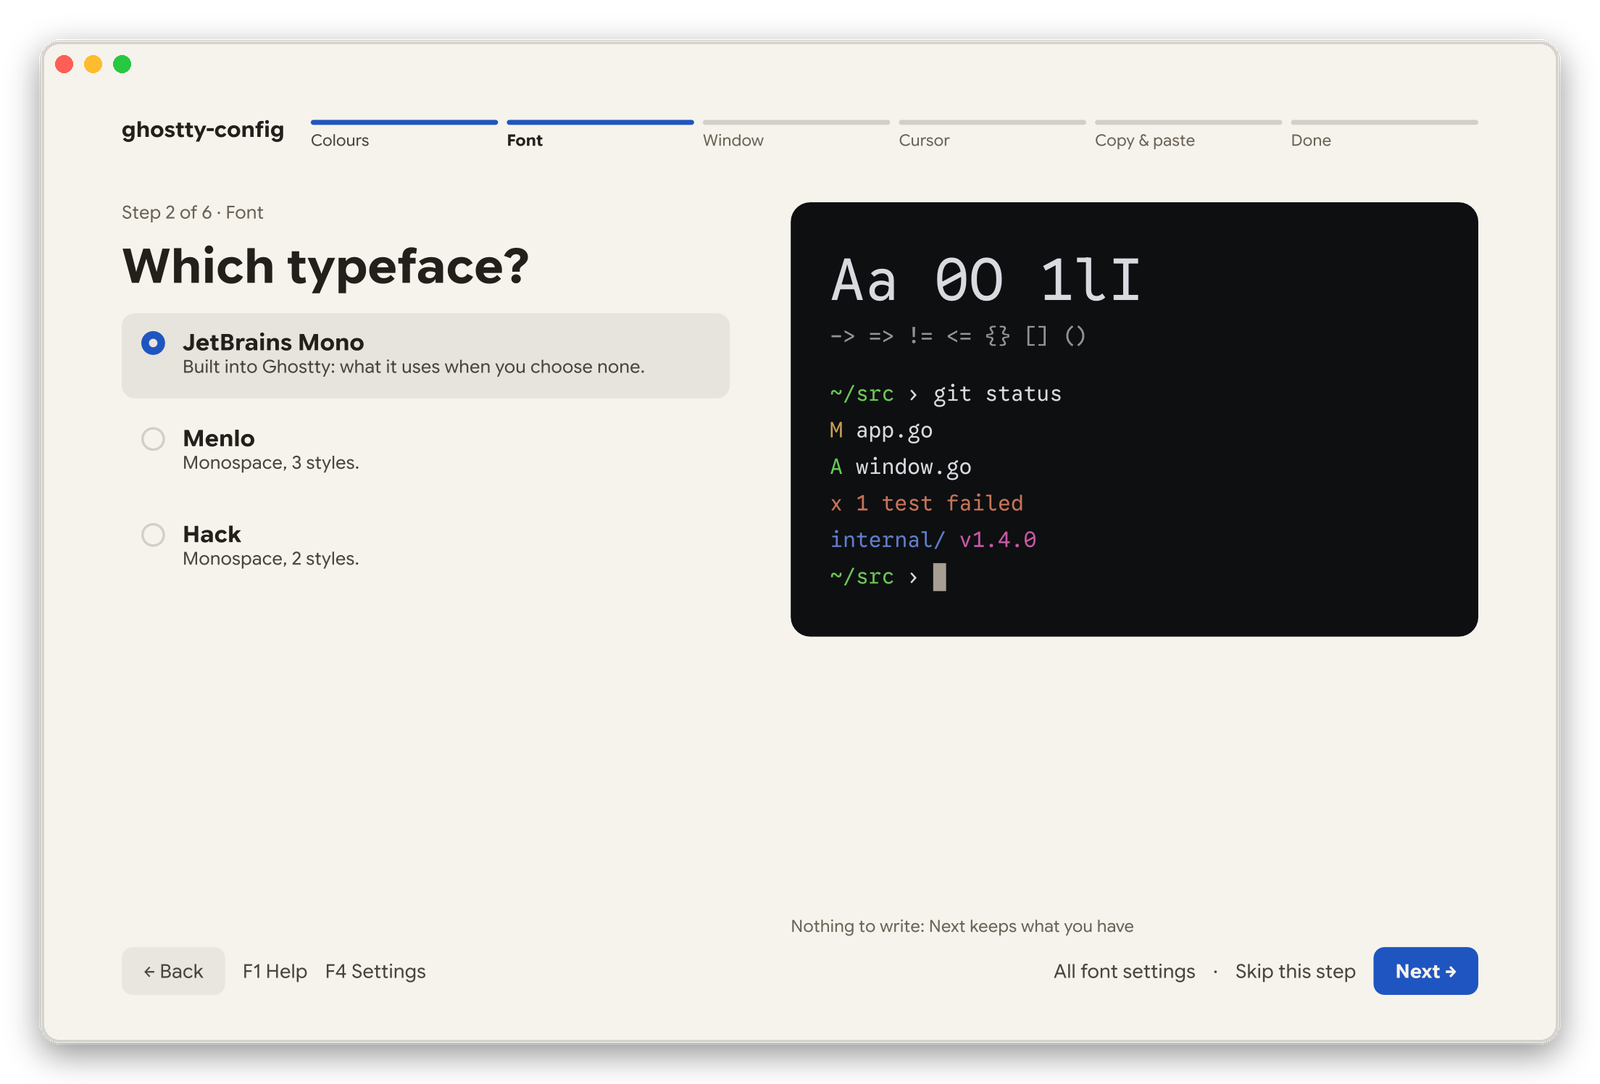 ghostty-config
Colours
Font
Window
Cursor
Copy & paste
Done
Step 2 of 6 · Font
Which typeface?
JetBrains Mono
Built into Ghostty: what it uses when you choose none.
Menlo
Monospace, 3 styles.
Hack
Monospace, 2 styles.
Aa 0O 1lI
-> => != <= {} [] ()
~/src › git status
M app.go
A window.go
x 1 test failed
internal/ v1.4.0
~/src ›
Nothing to write: Next keeps what you have
← Back
F1 Help
F4 Settings
All font settings · Skip this step
Next →